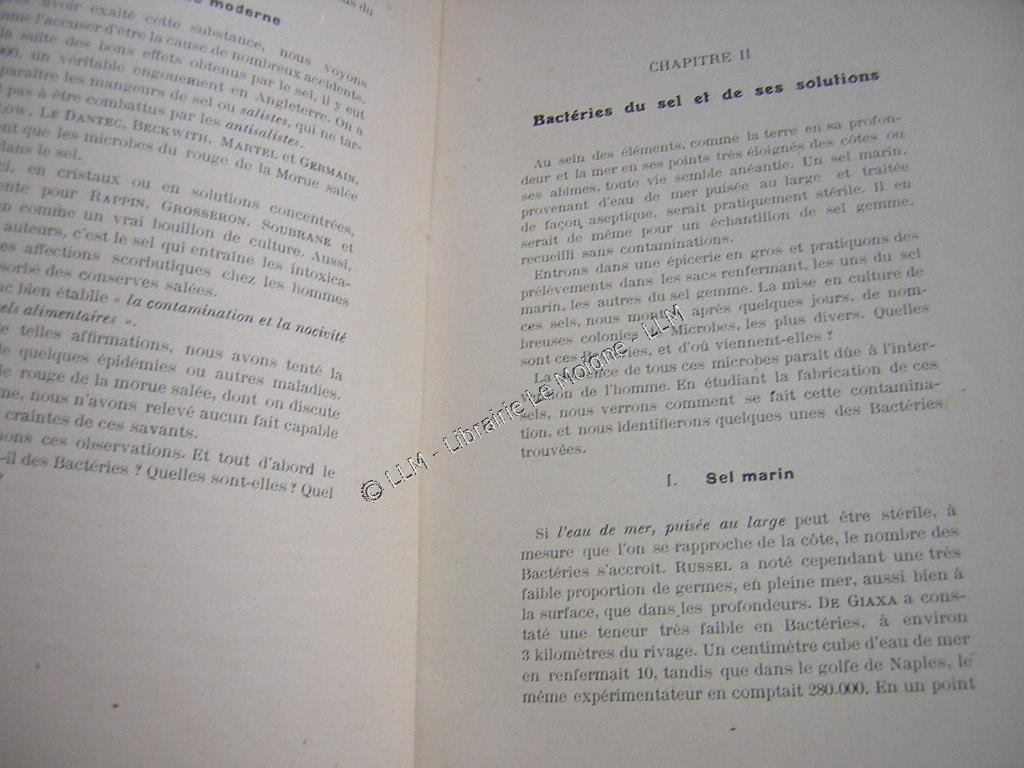 moderne
avoir exalté cette substance, nous voyons
l'accuser d'être la cause de nombreux accidents.
la suite des bons effets obtenus par le sel, il y eut
un véritable engouement en Angleterre. On a
les mangeurs de sel ou salistes, qui ne tar-
pas à être combattus par les antisalistes.
LE DANTEC, BECKWITH, MARTEL et GERMAIN,
que les microbes du rouge de la Morue salée
dans le sel.
en cristaux ou en solutions concentrées,
pour RAPPIN, GROSSERON, SOUBRANE et
comme un vrai bouillon de culture. Aussi,
auteurs, c'est le sel qui entraîne les intoxica-
affections scorbutiques chez les hommes
des conserves salées.
bien établie « la contamination et la nocivité
alimentaires ».
telles affirmations, nous avons tenté la
quelques épidémies ou autres maladies.
rouge de la morue salée, dont on discute
nous n'avons relevé aucun fait capable
craintes de ces savants.
ces observations. Et tout d'abord le
-il des Bactéries ? Quelles sont-elles ? Quel
?
CHAPITRE II
Bactéries du sel et de ses solutions
Au sein des éléments, comme la terre en sa profon-
deur et la mer en ses points très éloignés des côtes ou
ses abîmes, toute vie semble anéantie. Un sel marin,
provenant d'eau de mer puisée au large et traitée
de façon aseptique, serait pratiquement stérile. Il en
serait de même pour un échantillon de sel gemme,
recueilli sans contaminations.
Entrons dans une épicerie en gros et pratiquons des
prélèvements dans les sacs renfermant, les uns du sel
marin, les autres du sel gemme. La mise en culture de
ces sels, nous après quelques jours, de nom-
breuses colonies Microbes, les plus divers. Quelles
sont ces et d'où viennent-elles ?
La de tous ces microbes paraît dûe à l'inter-
de l'homme. En étudiant la fabrication de ces
sels, nous verrons comment se fait cette contamina-
tion, et nous identifierons quelques unes des Bactéries
trouvées.
I. Sel marin
Si l'eau de mer, puisée au large peut être stérile, à
mesure que l'on se rapproche de la côte, le nombre des
Bactéries s'accroit. RUSSEL a noté cependant une très
faible proportion de germes, en pleine mer, aussi bien à
la surface, que dans les profondeurs. DE GIAXA a cons-
taté une teneur très faible en Bactéries, à environ
3 kilomètres du rivage. Un centimètre cube d'eau de mer
en renfermait 10, tandis que dans le golfe de Naples, le
même expérimentateur en comptait 280.000. En un point
© LLM - Librairie Le Moine - LLM